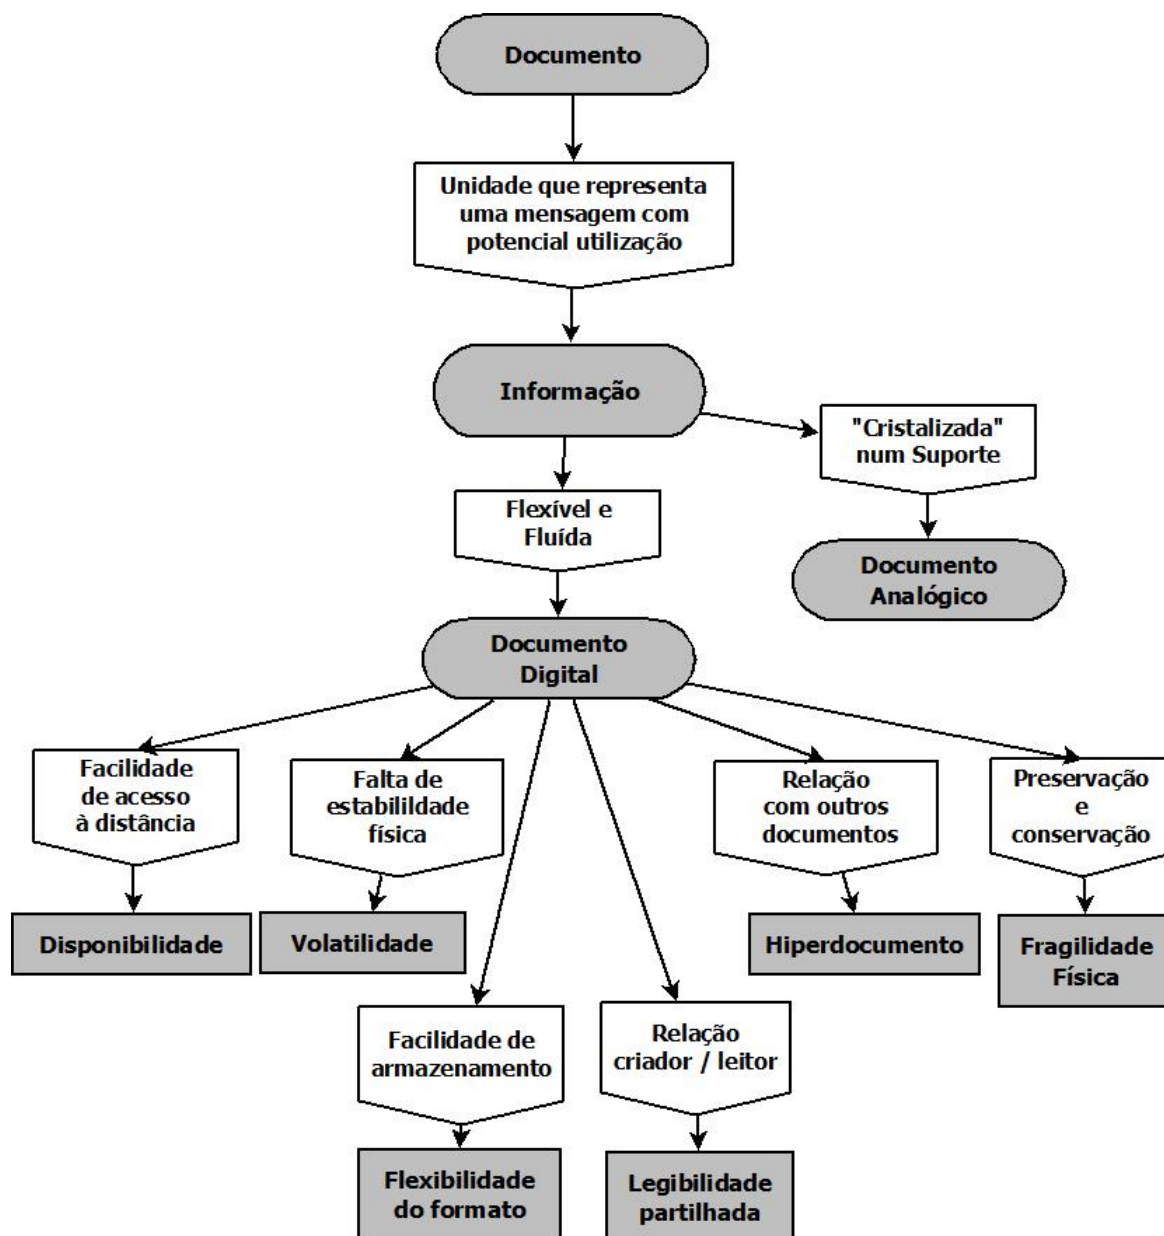 Documento
Unidade que representa
uma mensagem com
potencial utilização
Informação
"Cristalizada"
num Suporte
Flexível e
Fluída
Documento
Analógico
Documento
Digital
Facilidade
de acesso
à distância
Falta de
estabilildade
física
Relação
com outros
documentos
Preservação
e
conservação
Disponibilidade
Volatilidade
Hiperdocumento
Fragilidade
Física
Facilidade de
armazenamento
Relação
criador / leitor
Flexibilidade
do formato
Legibilidade
partilhada